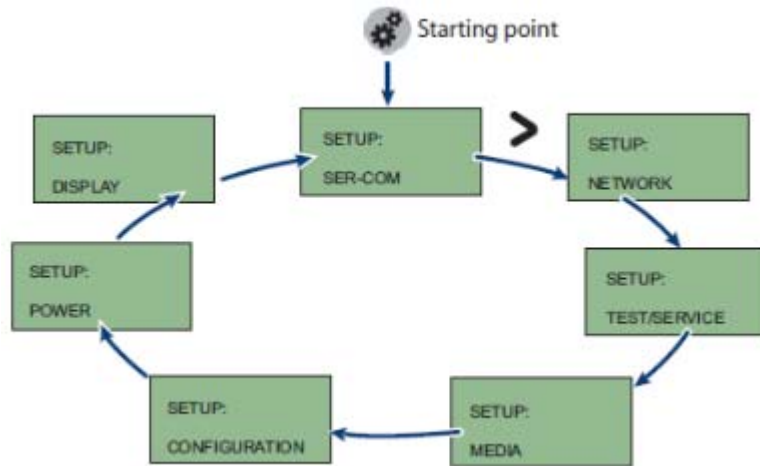 Starting point
SETUP:
SER-COM
>
SETUP:
NETWORK
SETUP:
TEST/SERVICE
SETUP:
MEDIA
SETUP:
CONFIGURATION
SETUP:
POWER
SETUP:
DISPLAY